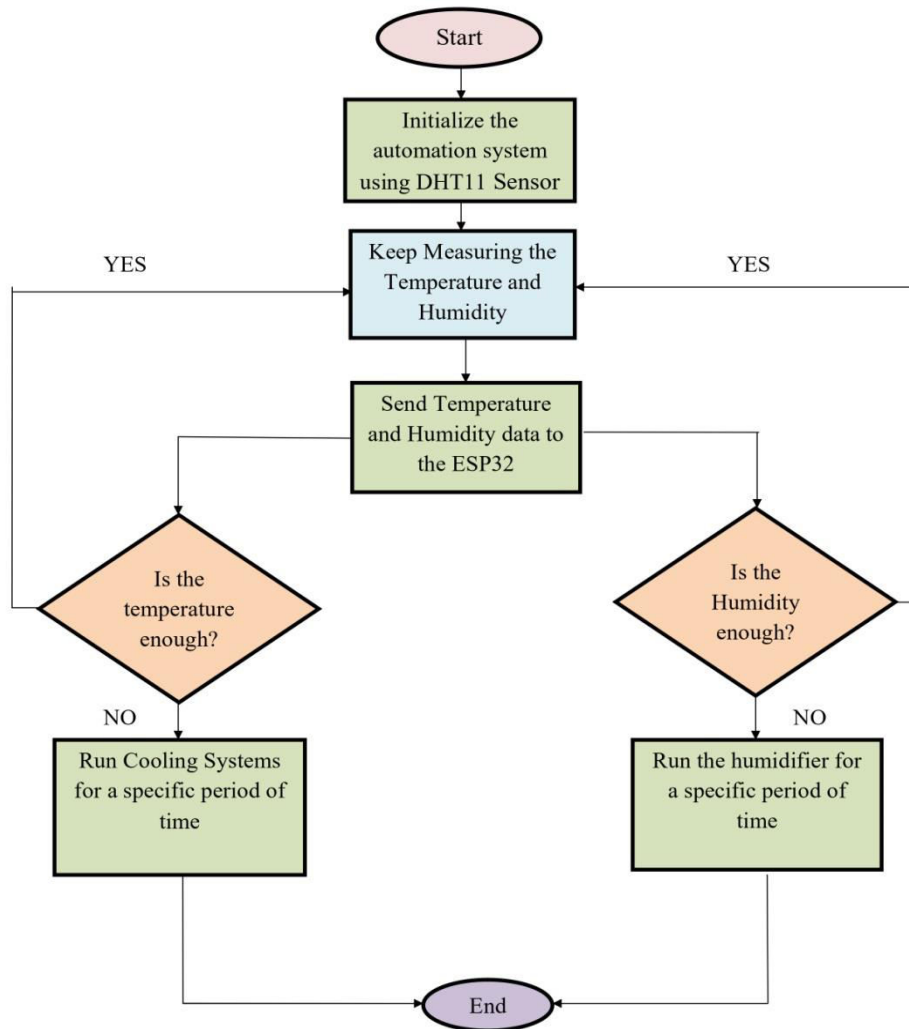 Start
Initialize the
automation system
using DHT11 Sensor
YES
Keep Measuring the
Temperature and
Humidity
YES
Send Temperature
and Humidity data to
the ESP32
Is the
temperature
enough?
Is the
Humidity
enough?
NO
NO
Run Cooling Systems
for a specific period of
time
Run the humidifier for
a specific period of
time
End